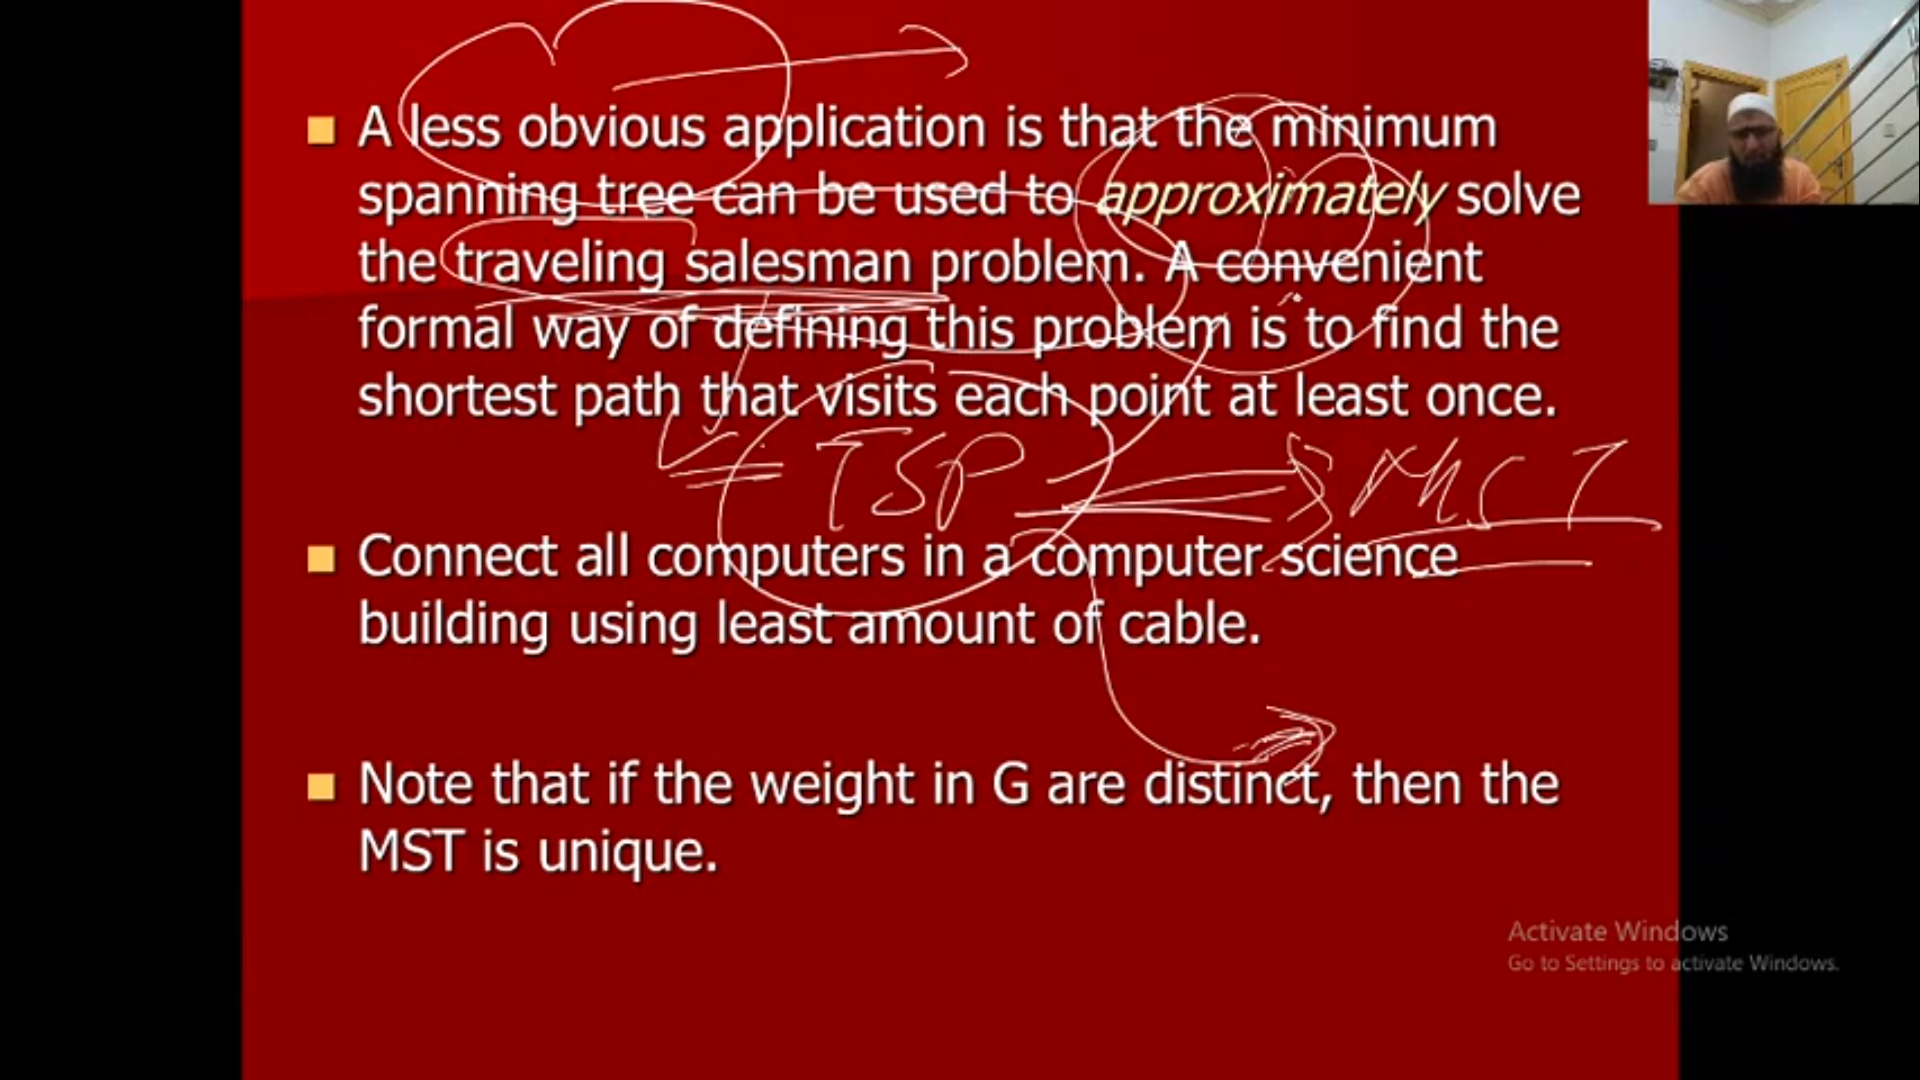 A less obvious application is that the minimum
spanning tree can be used to approximately solve
the traveling salesman problem. A convenient
formal way of defining this problem is to find the
shortest path that visits each point at least once.
TSP MST
Connect all computers in a computer science
building using least amount of cable.
Note that if the weight in G are distinct, then the
MST is unique.
Activate Windows
Go to Settings to activate Windows.